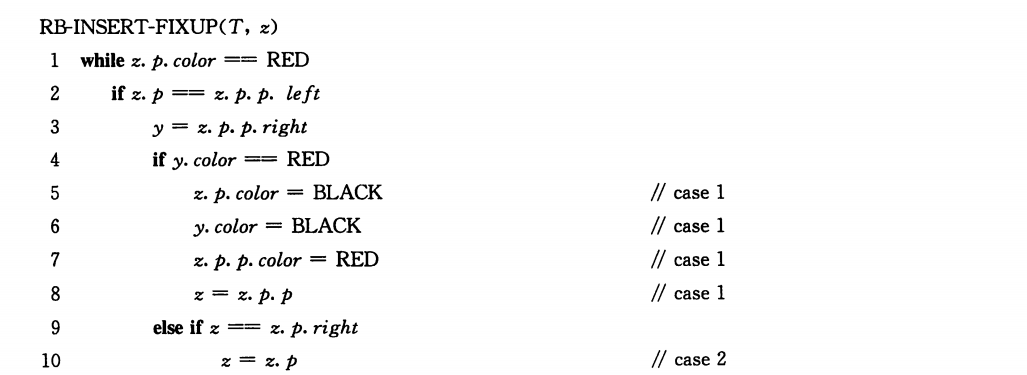 RB-INSERT-FIXUP(T, z)
1 while z. p. color == RED
2 if z. p == z. p. p. left
3 y = z. p. p. right
4 if y. color == RED
5 z. p. color = BLACK // case 1
6 y. color = BLACK // case 1
7 z. p. p. color = RED // case 1
8 z = z. p. p // case 1
9 else if z == z. p. right
10 z = z. p // case 2